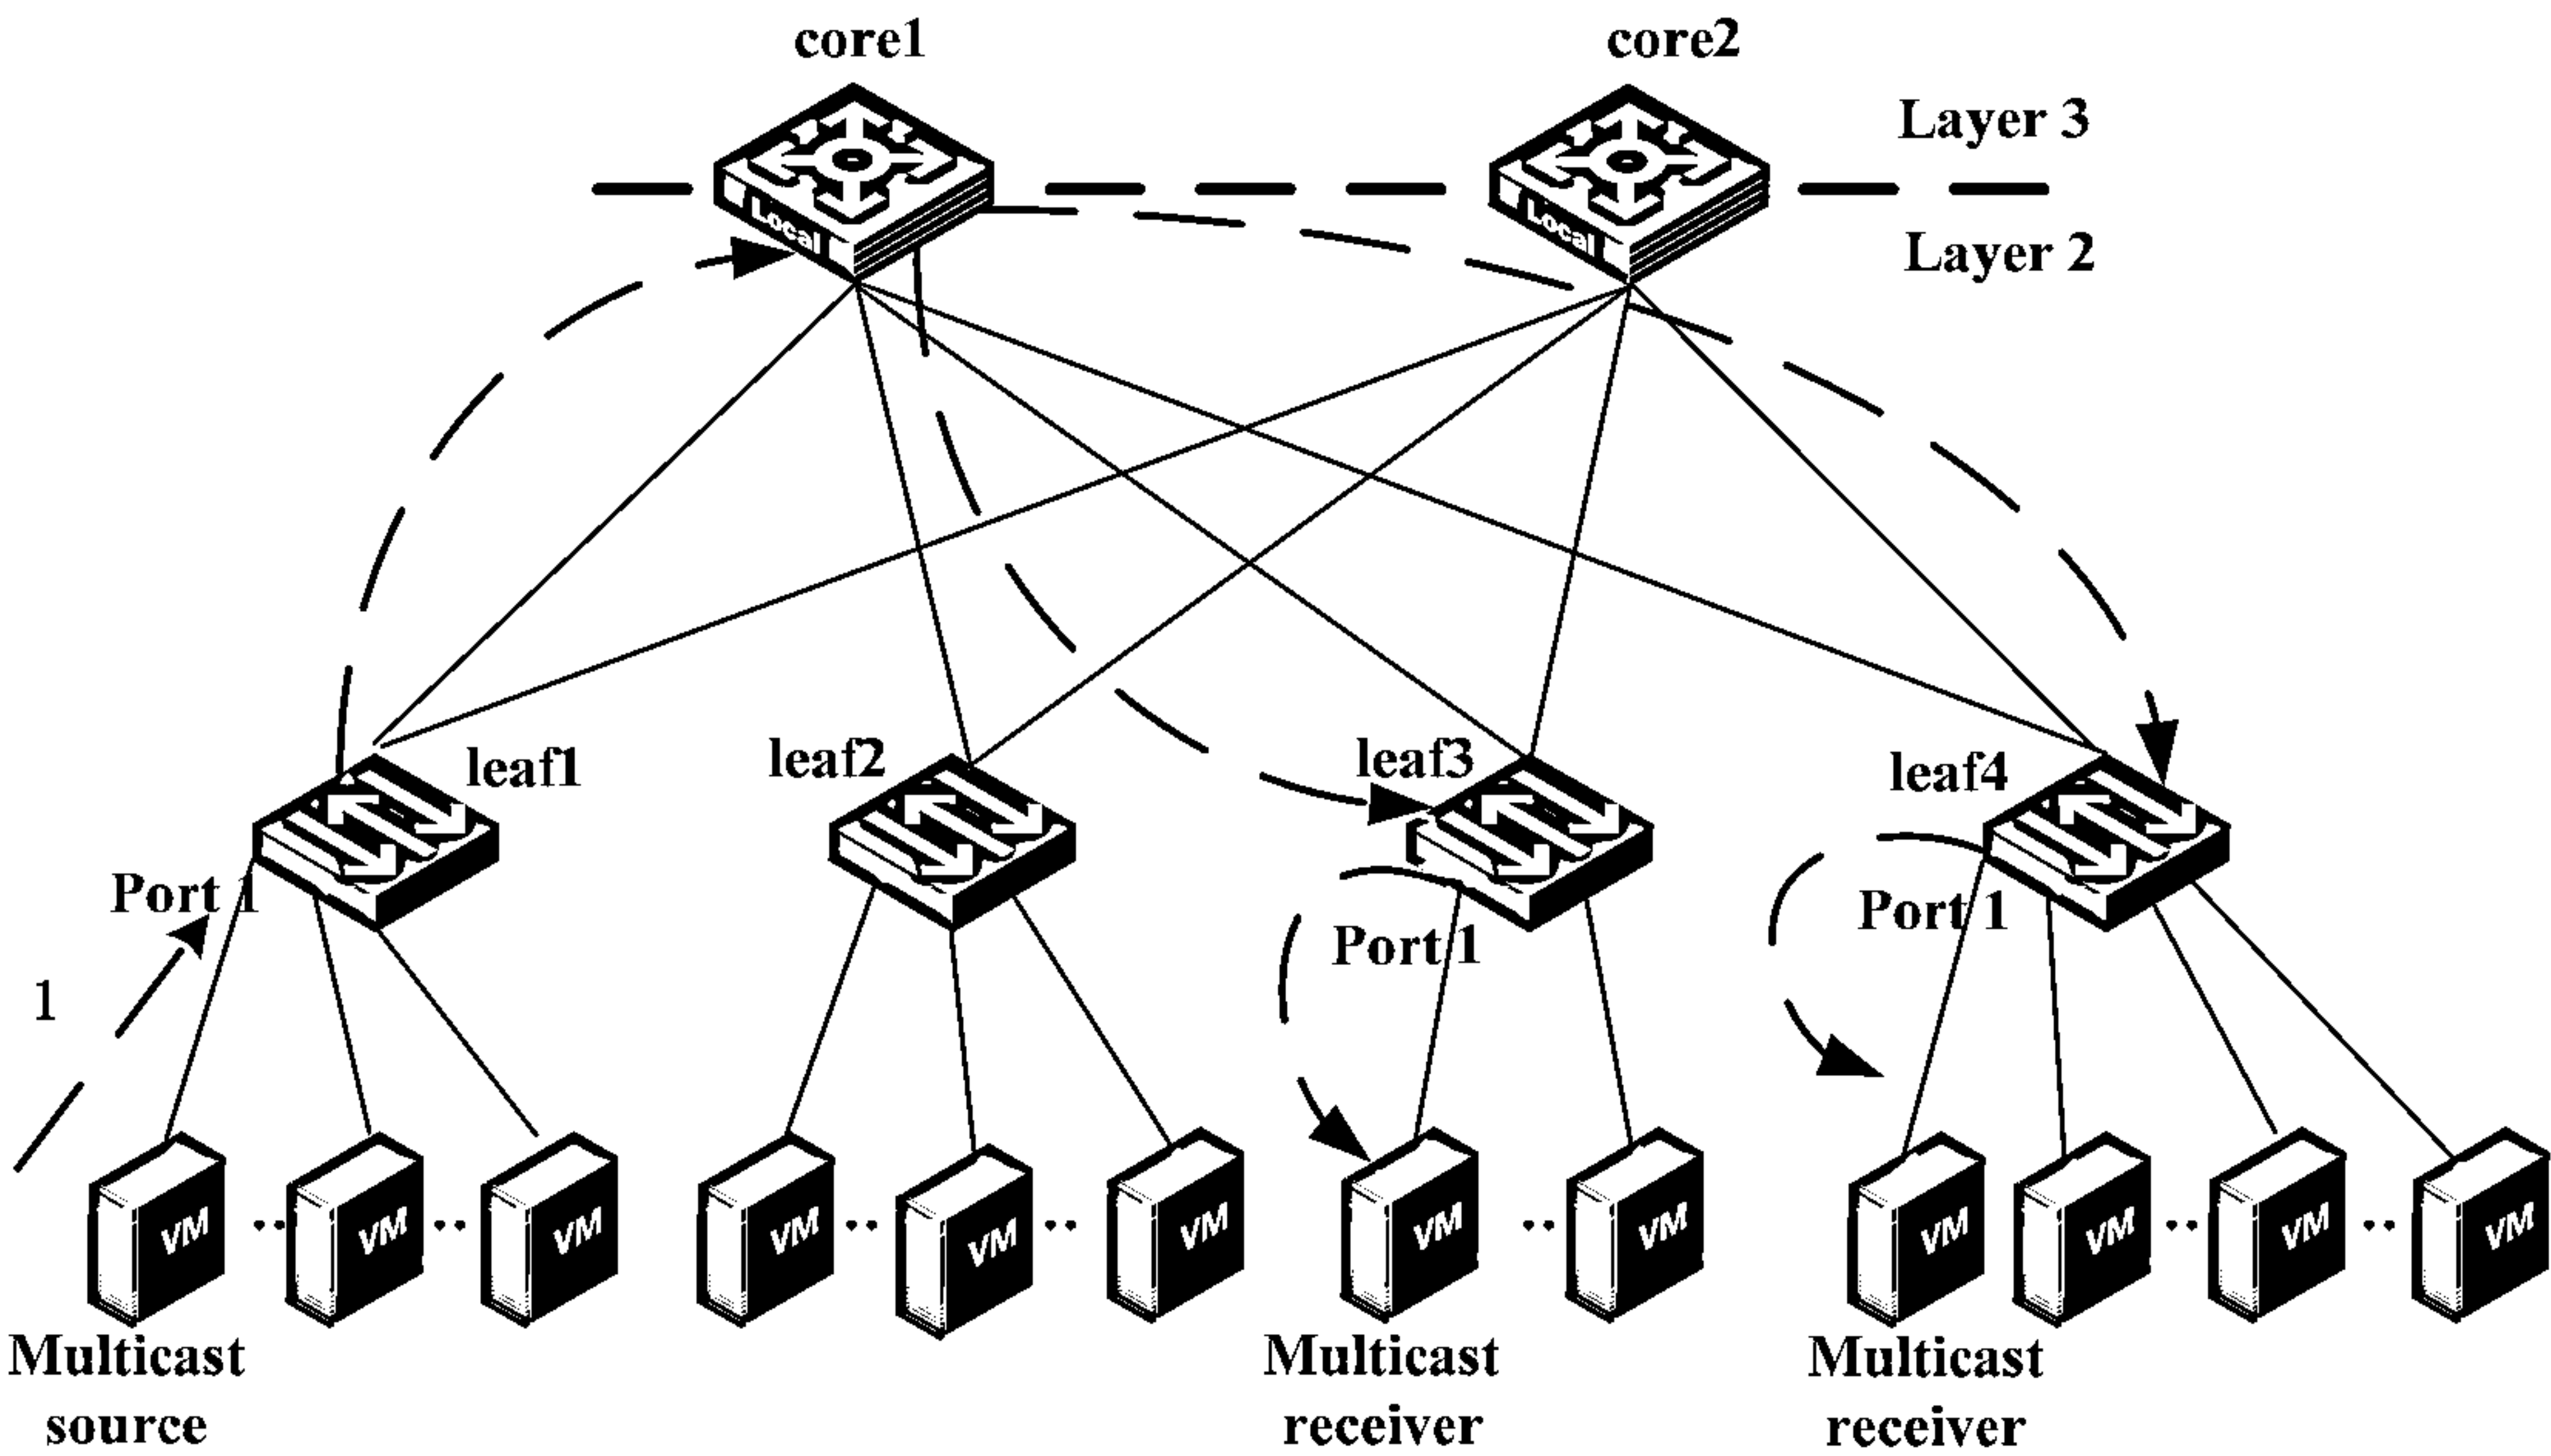 core1
core2
Layer 3
Local
Local
Layer 2
leaf1
leaf2
leaf3
leaf4
Port 1
Port 1
Port 1
1
VM
VM
VM
VM
VM
VM
VM
VM
VM
VM
VM
VM
Multicast
source
Multicast
receiver
Multicast
receiver